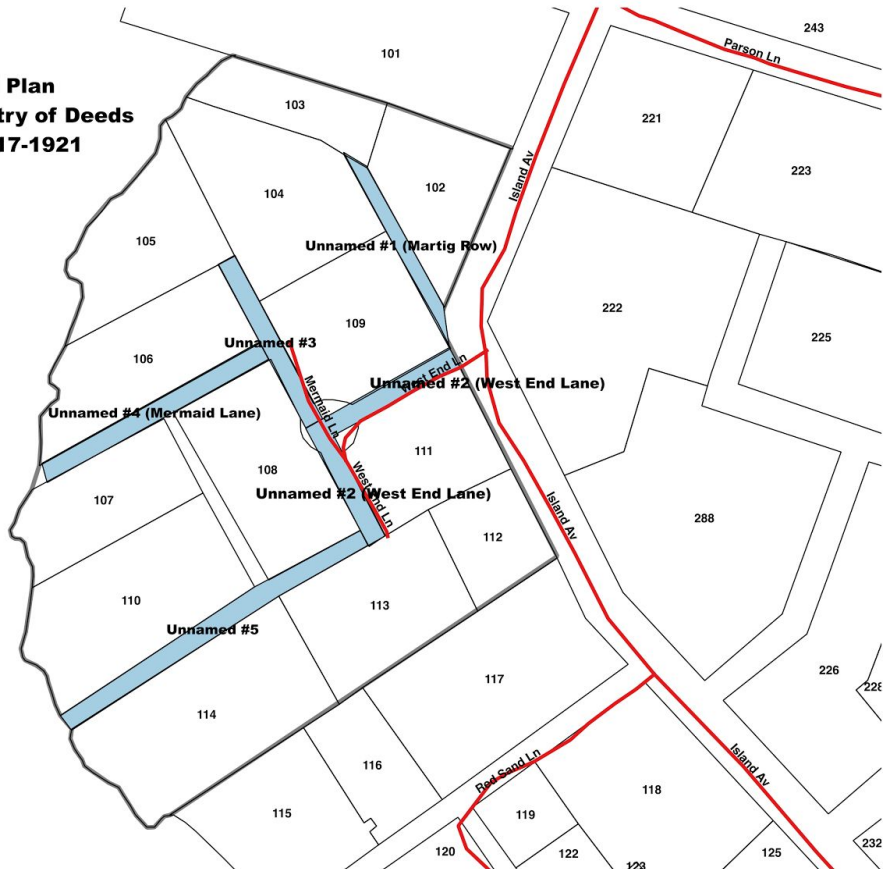 243
Parson Ln
101
Plan
try of Deeds
17-1921
103
221
223
102
104
Island Av
105
Unnamed #1 (Martig Row)
222
109
225
Unnamed #3
106
West End Ln
Unnamed #2 (West End Lane)
Mermaid Ln
Unnamed #4 (Mermaid Lane)
111
108
107
Unnamed #2 (West End Lane)
West End Ln
Island Av
288
112
110
113
Unnamed #5
226
117
228
114
116
Island Av
Red Sand Ln
118
115
119
120
122
123
125
232